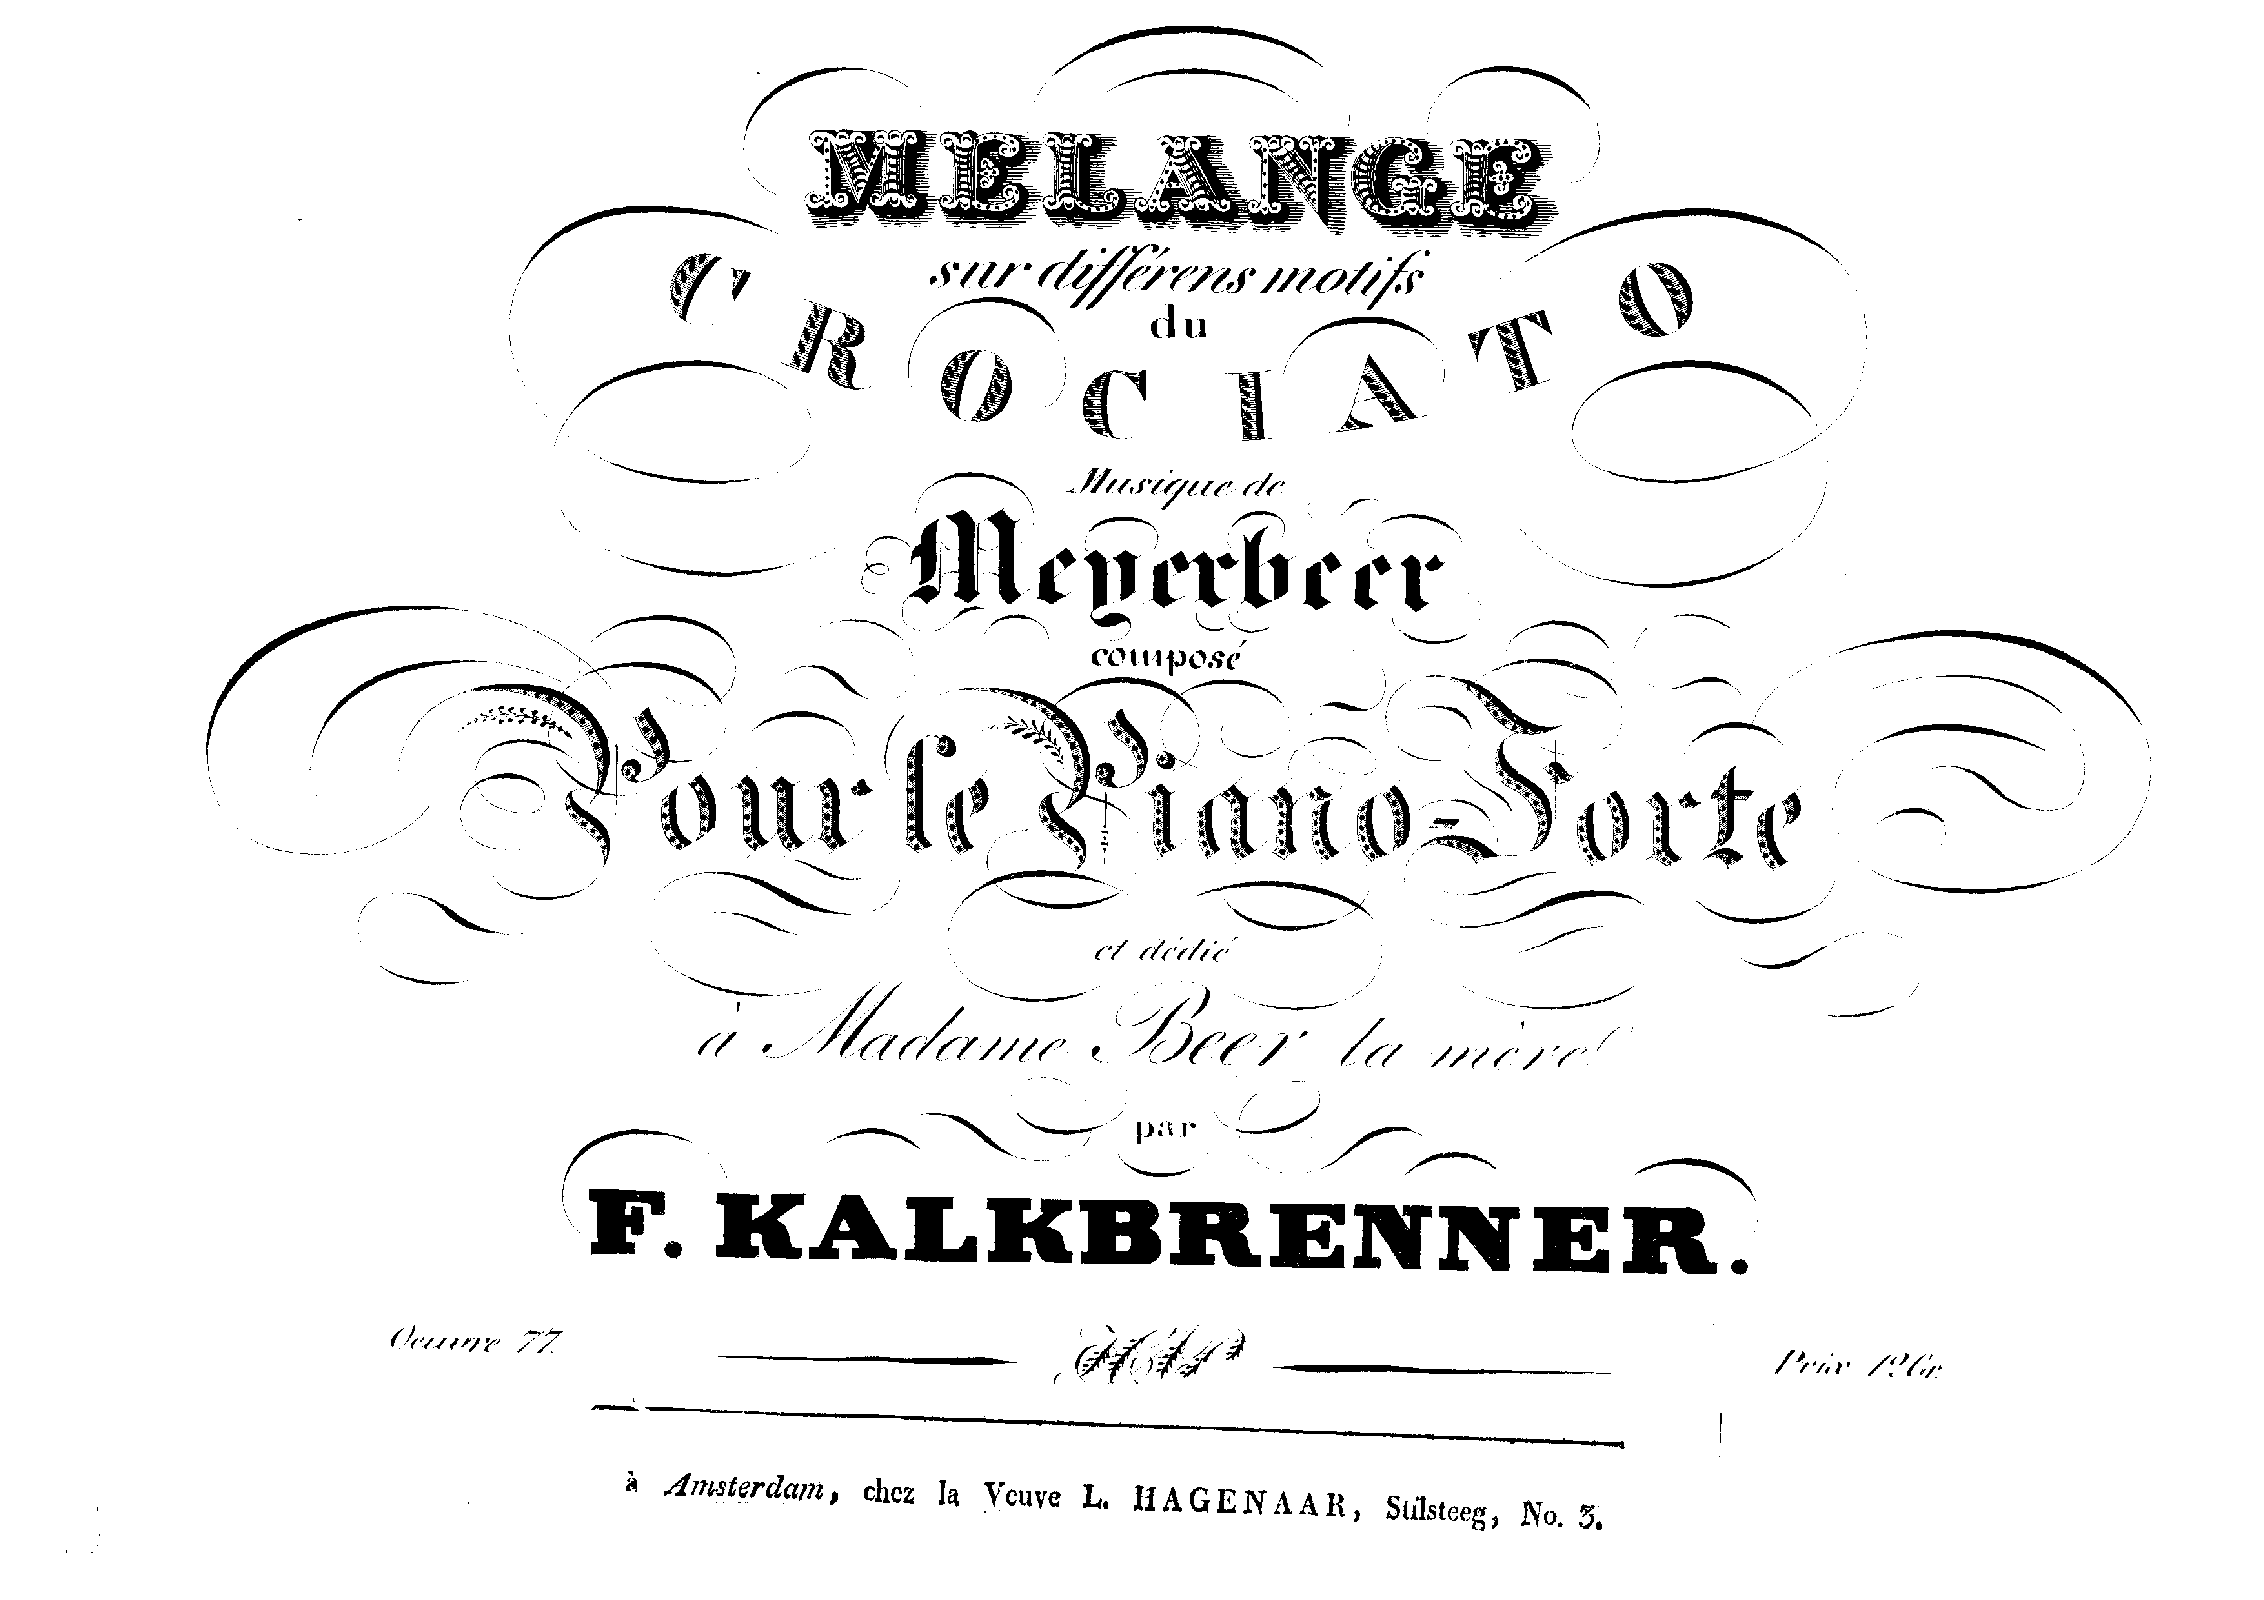 MELANGE
sur différens motifs
du
CROCIATO
Musique de
Meyerbeer
composé
Pour le Piano-Forte
et dédié
à Madame Beer la mère
par
F. KALKBRENNER.
Oeuvre 77.
Prix
à Amsterdam, chez la Veuve L. HAGENAAR, Stilsteeg, No. 3.